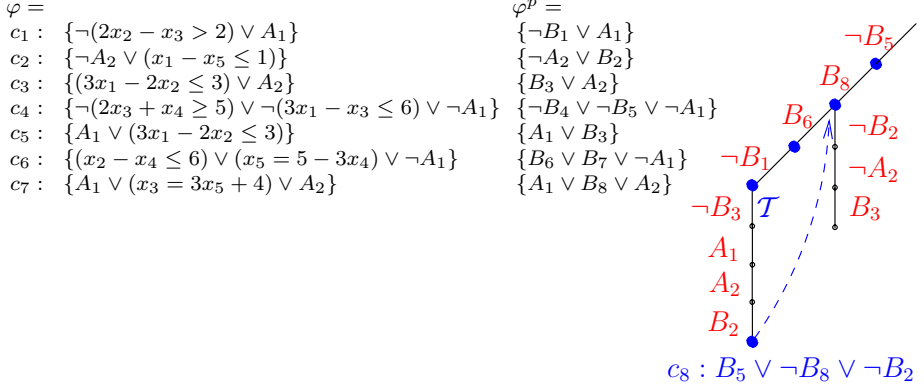 φ = φᵖ =
c₁ : {¬(2x₂ − x₃ > 2) ∨ A₁} {¬B₁ ∨ A₁}
c₂ : {¬A₂ ∨ (x₁ − x₅ ≤ 1)} {¬A₂ ∨ B₂}
c₃ : {(3x₁ − 2x₂ ≤ 3) ∨ A₂} {B₃ ∨ A₂}
c₄ : {¬(2x₃ + x₄ ≥ 5) ∨ ¬(3x₁ − x₃ ≤ 6) ∨ ¬A₁} {¬B₄ ∨ ¬B₅ ∨ ¬A₁}
c₅ : {A₁ ∨ (3x₁ − 2x₂ ≤ 3)} {A₁ ∨ B₃}
c₆ : {(x₂ − x₄ ≤ 6) ∨ (x₅ = 5 − 3x₄) ∨ ¬A₁} {B₆ ∨ B₇ ∨ ¬A₁}
c₇ : {A₁ ∨ (x₃ = 3x₅ + 4) ∨ A₂} {A₁ ∨ B₈ ∨ A₂}
¬B₅
B₈
B₆
¬B₂
¬B₁
¬A₂
¬B₃
𝒯
B₃
A₁
A₂
B₂
c₈ : B₅ ∨ ¬B₈ ∨ ¬B₂